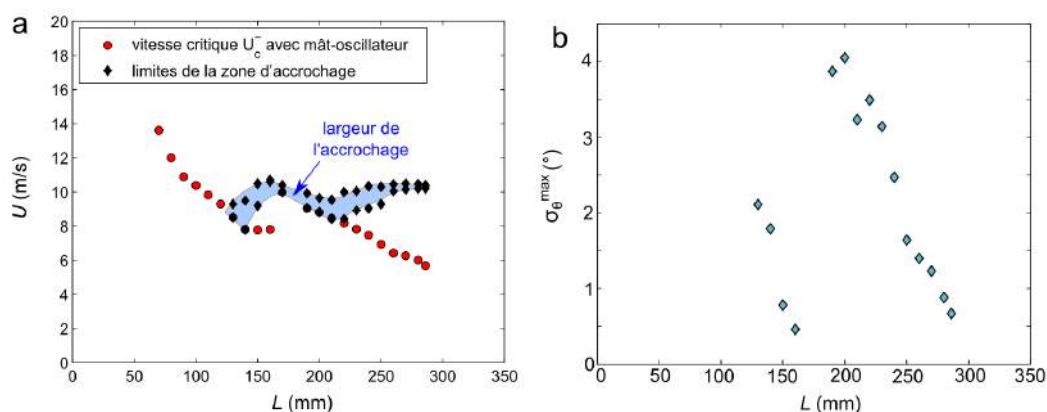 a
20
18
16
14
12
10
8
6
4
2
0
U (m/s)
vitesse critique U_c^- avec mât-oscillateur
limites de la zone d'accrochage
largeur de
l'accrochage
0 50 100 150 200 250 300 350
L (mm)
b
4
3
2
1
0
σ_θ^max (°)
0 50 100 150 200 250 300 350
L (mm)